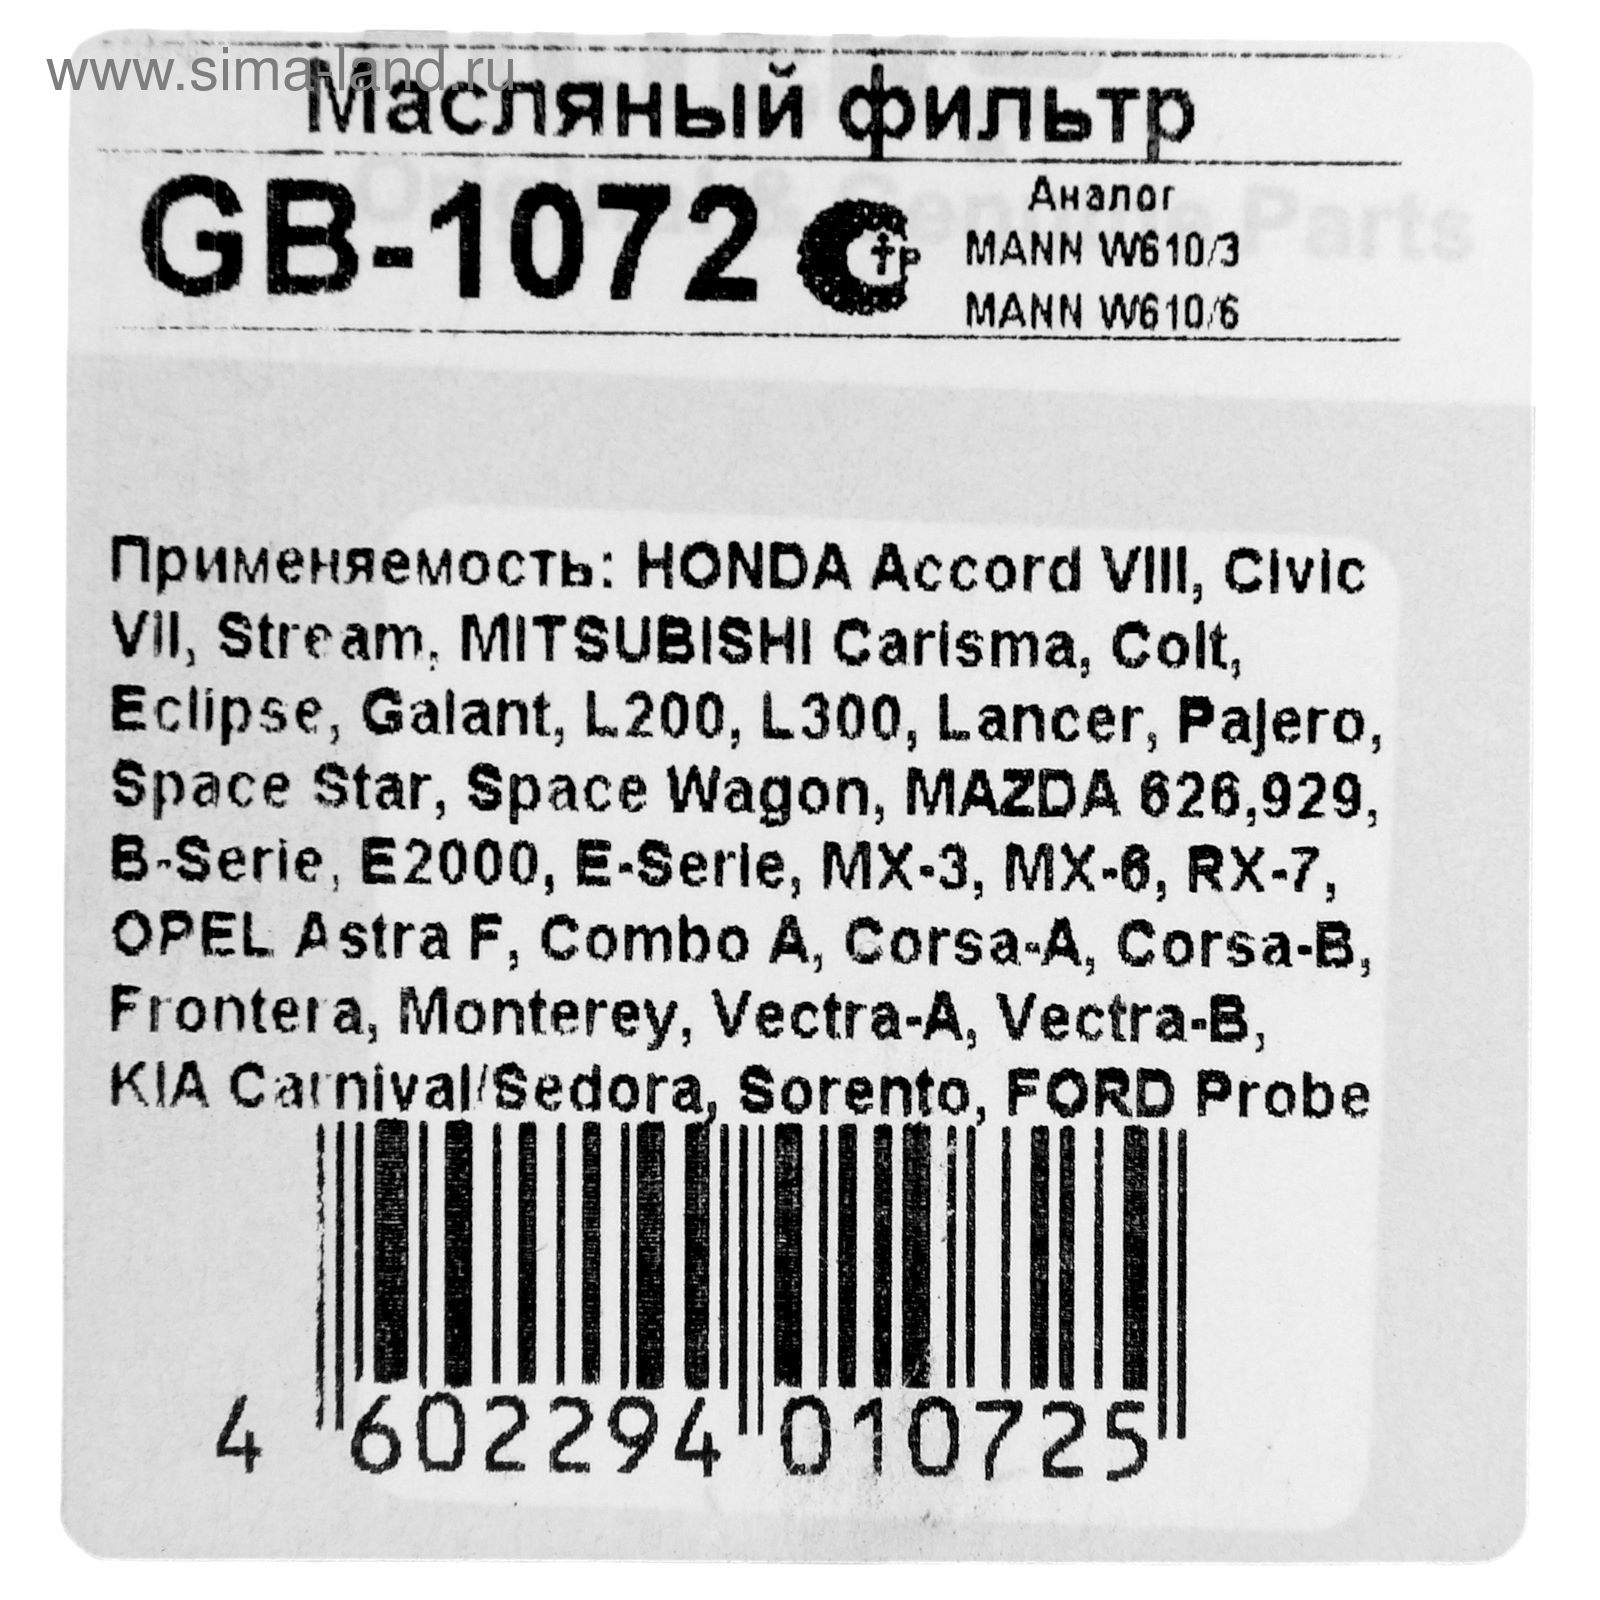 www.sima-land.ru
Масляный фильтр
GB-1072
Аналог
MANN W610/3
MANN W610/6
Применяемость: HONDA Accord VIII, Civic
VII, Stream, MITSUBISHI Carisma, Colt,
Eclipse, Galant, L200, L300, Lancer, Pajero,
Space Star, Space Wagon, MAZDA 626,929,
B-Serie, E2000, E-Serie, MX-3, MX-6, RX-7,
OPEL Astra F, Combo A, Corsa-A, Corsa-B,
Frontera, Monterey, Vectra-A, Vectra-B,
KIA Carnival/Sedora, Sorento, FORD Probe
4 602294 010725